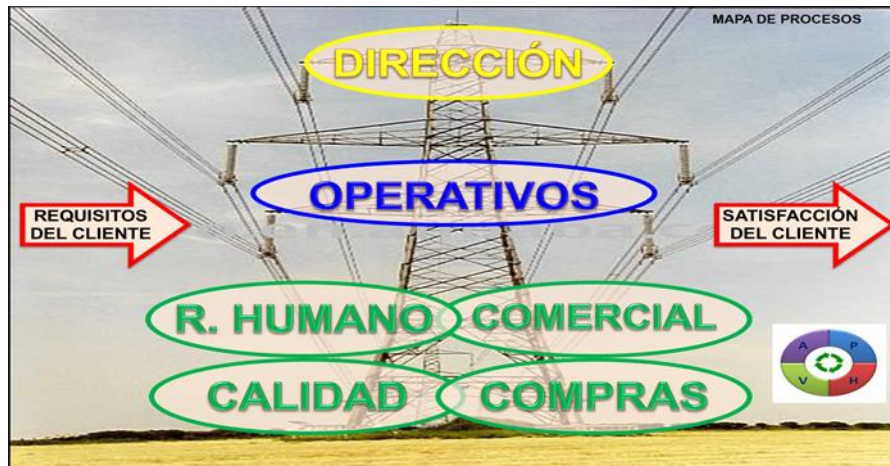 MAPA DE PROCESOS
DIRECCIÓN
OPERATIVOS
REQUISITOS
DEL CLIENTE
SATISFACCIÓN
DEL CLIENTE
R. HUMANO
COMERCIAL
CALIDAD
COMPRAS
A
P
V
H